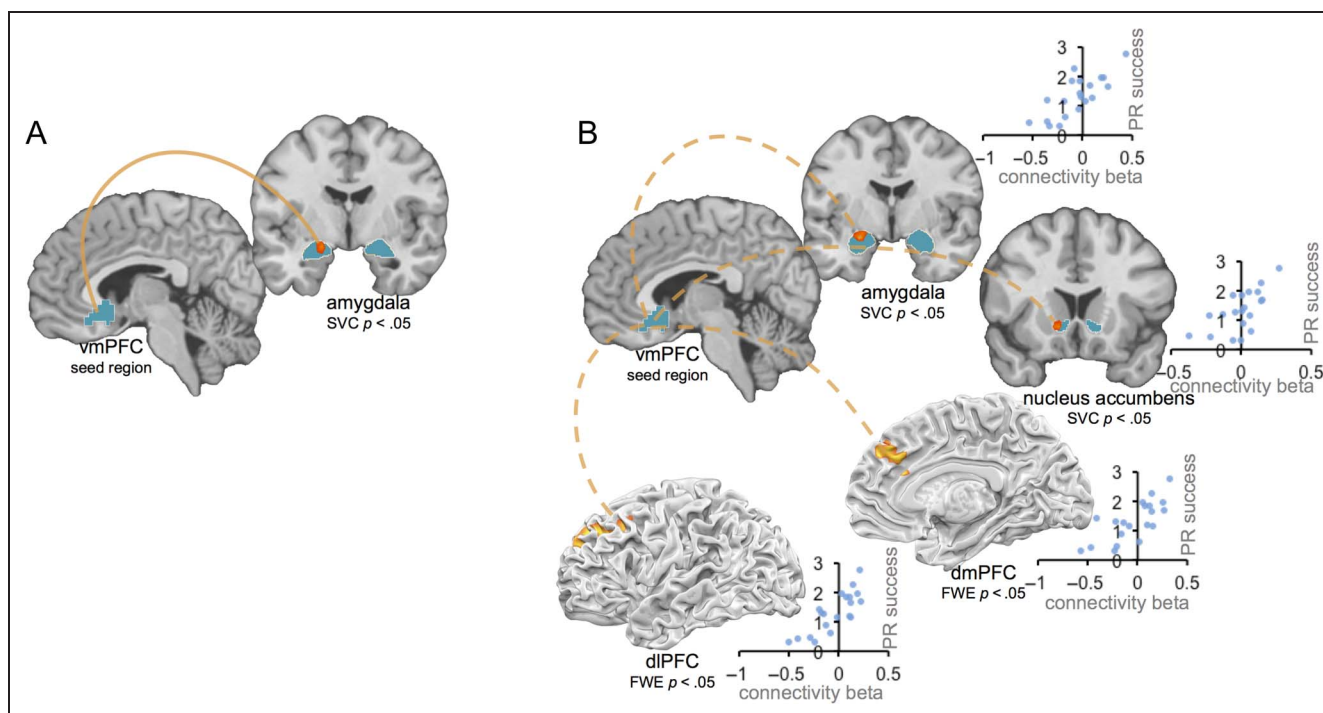 A
vmPFC
seed region
amygdala
SVC p < .05
B
vmPFC
seed region
amygdala
SVC p < .05
3
2
1
0
−1 −0.5 0 0.5
connectivity beta
PR success
nucleus accumbens
SVC p < .05
3
2
1
0
−0.5 0 0.5
connectivity beta
PR success
dmPFC
FWE p < .05
3
2
1
0
−1 −0.5 0 0.5
connectivity beta
PR success
dlPFC
FWE p < .05
3
2
1
0
−1 −0.5 0 0.5
connectivity beta
PR success